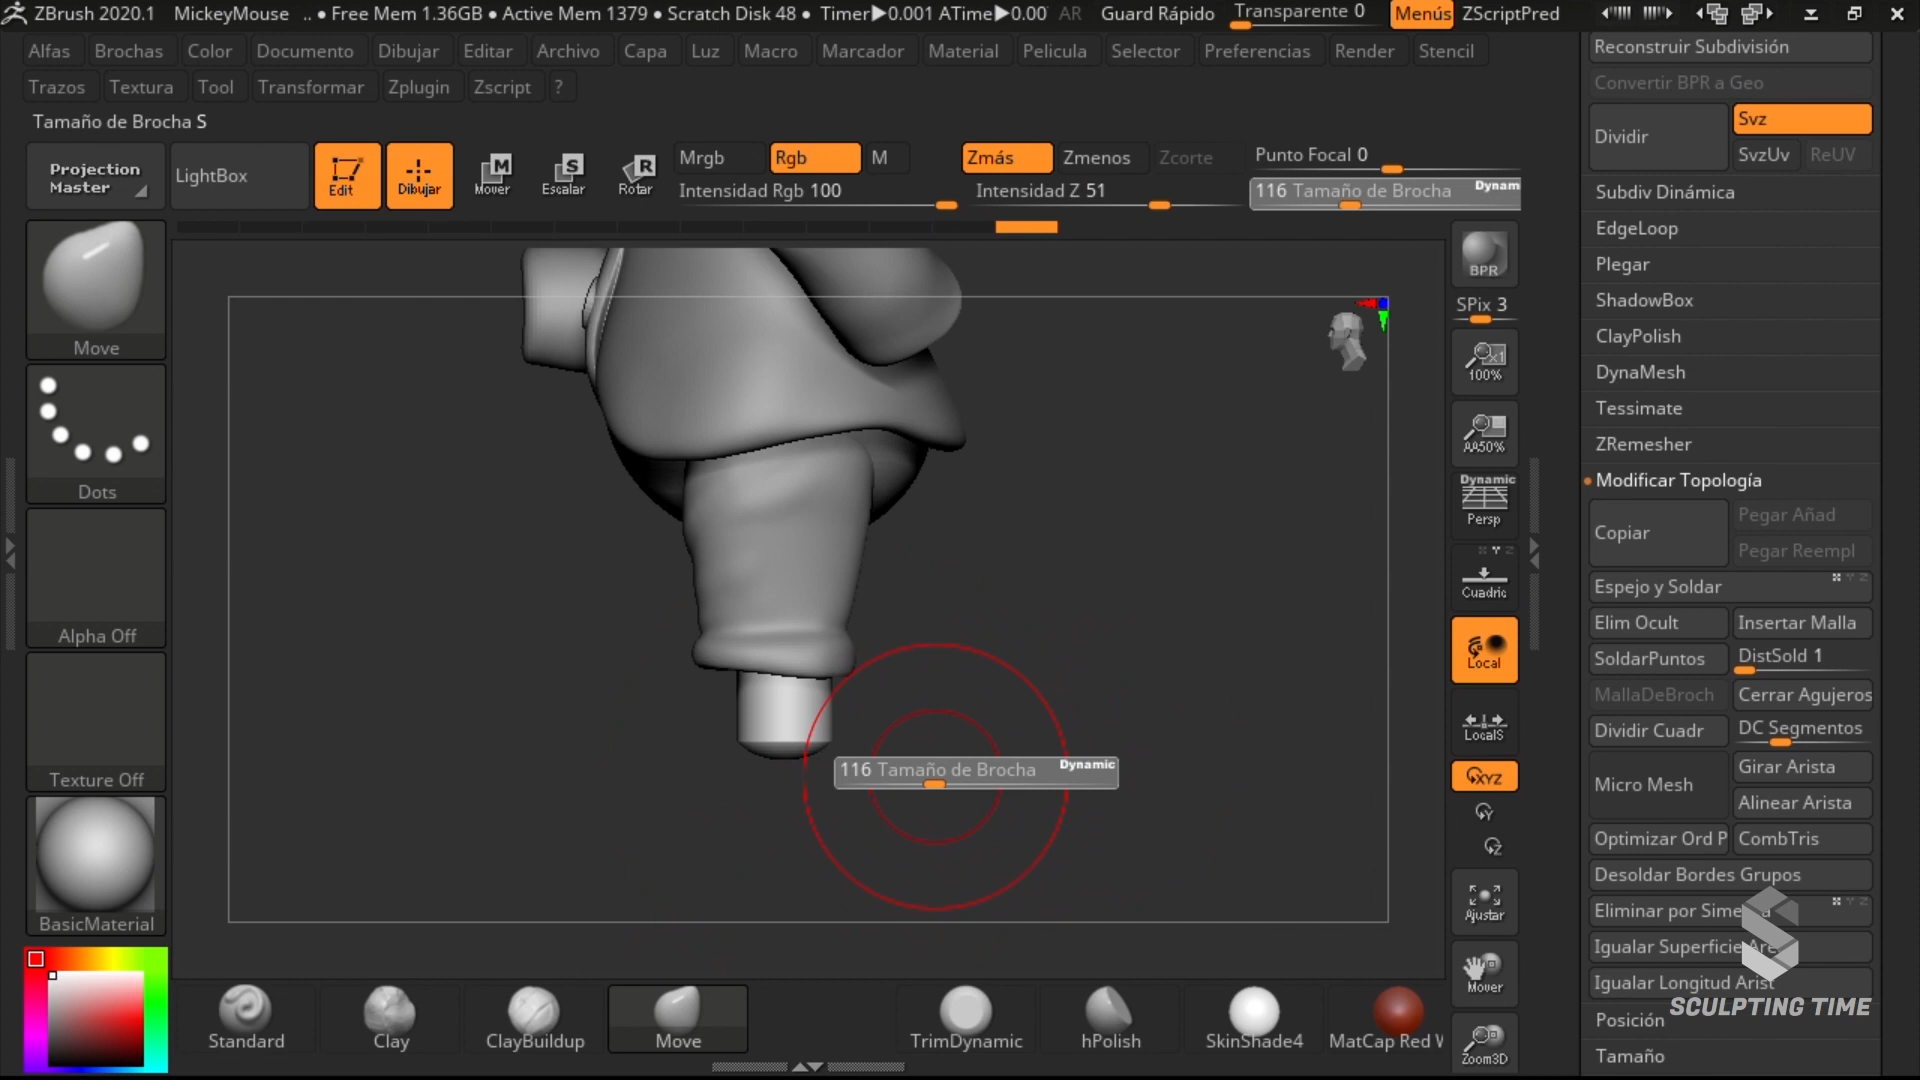 ZBrush 2020.1 MickeyMouse .. • Free Mem 1.36GB • Active Mem 1379 • Scratch Disk 48 • Timer▶0.001 ATime▶0.00 AR Guard Rápido Transparente 0 Menús ZScriptPred
Alfas Brochas Color Documento Dibujar Editar Archivo Capa Luz Macro Marcador Material Pelicula Selector Preferencias Render Stencil
Trazos Textura Tool Transformar Zplugin Zscript ?
Tamaño de Brocha S
Projection Master
LightBox
Edit
Dibujar
M
Mover
S
Escalar
R
Rotar
Mrgb Rgb M
Intensidad Rgb 100
Zmás Zmenos Zcorte
Intensidad Z 51
Punto Focal 0
116 Tamaño de Brocha Dynam
Move
Dots
Alpha Off
Texture Off
BasicMaterial
116 Tamaño de Brocha Dynamic
BPR
SPix 3
x1
100%
AA50%
Dynamic
Persp
Cuadríc
Local
LocalS
XYZ
Y
Z
Ajustar
Mover
Zoom3D
Standard
Clay
ClayBuildup
Move
TrimDynamic
hPolish
SkinShade4
MatCap Red W
Reconstruir Subdivisión
Convertir BPR a Geo
Dividir
Svz
SvzUv ReUV
Subdiv Dinámica
EdgeLoop
Plegar
ShadowBox
ClayPolish
DynaMesh
Tessimate
ZRemesher
Modificar Topología
Copiar
Pegar Añad
Pegar Reempl
Espejo y Soldar
Elim Ocult Insertar Malla
SoldarPuntos DistSold 1
MallaDeBroch Cerrar Agujeros
Dividir Cuadr DC Segmentos
Micro Mesh
Girar Arista
Alinear Arista
Optimizar Ord P CombTris
Desoldar Bordes Grupos
Eliminar por Sime
Igualar Superficie Are
Igualar Longitud Arist
SCULPTING TIME
Posición
Tamaño